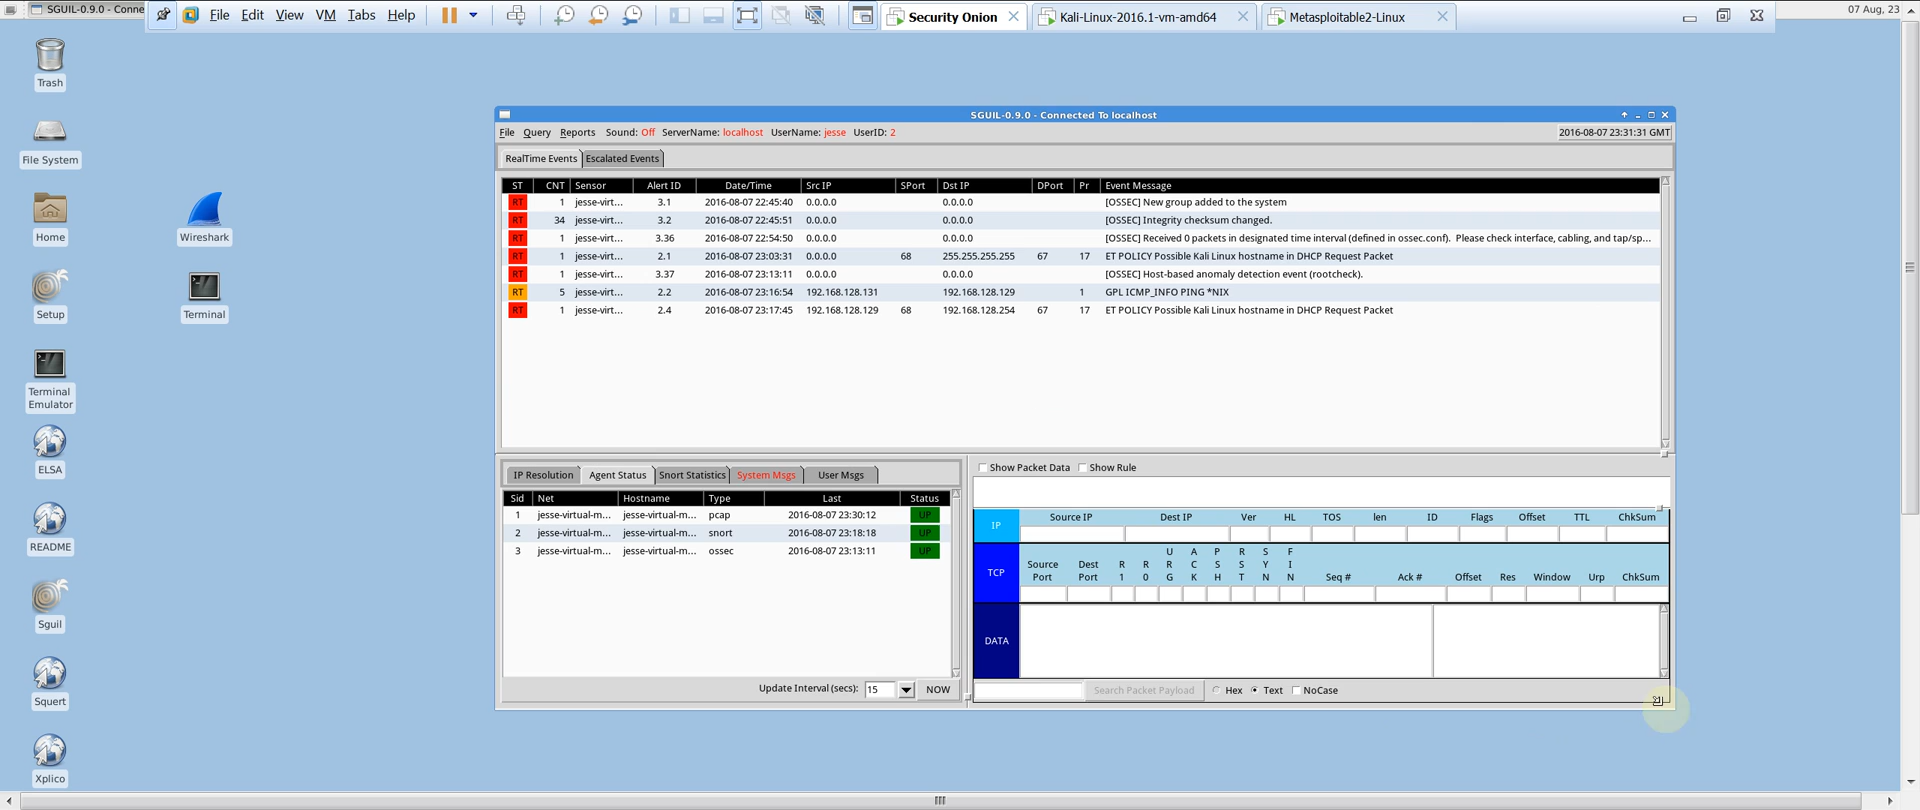 SGUIL-0.9.0 - Conne
File Edit View VM Tabs Help
Security Onion
Kali-Linux-2016.1-vm-amd64
Metasploitable2-Linux
07 Aug, 23
Trash
File System
Home
Setup
Terminal
Emulator
ELSA
README
Sguil
Squert
Xplico
Wireshark
Terminal
SGUIL-0.9.0 - Connected To localhost
File Query Reports Sound: Off ServerName: localhost UserName: jesse UserID: 2 2016-08-07 23:31:31 GMT
RealTime Events Escalated Events
ST CNT Sensor Alert ID Date/Time Src IP SPort Dst IP DPort Pr Event Message
RT 1 jesse-virt... 3.1 2016-08-07 22:45:40 0.0.0.0 0.0.0.0 [OSSEC] New group added to the system
RT 34 jesse-virt... 3.2 2016-08-07 22:45:51 0.0.0.0 0.0.0.0 [OSSEC] Integrity checksum changed.
RT 1 jesse-virt... 3.36 2016-08-07 22:54:50 0.0.0.0 0.0.0.0 [OSSEC] Received 0 packets in designated time interval (defined in ossec.conf). Please check interface, cabling, and tap/sp...
RT 1 jesse-virt... 2.1 2016-08-07 23:03:31 0.0.0.0 68 255.255.255.255 67 17 ET POLICY Possible Kali Linux hostname in DHCP Request Packet
RT 1 jesse-virt... 3.37 2016-08-07 23:13:11 0.0.0.0 0.0.0.0 [OSSEC] Host-based anomaly detection event (rootcheck).
RT 5 jesse-virt... 2.2 2016-08-07 23:16:54 192.168.128.131 192.168.128.129 1 GPL ICMP_INFO PING *NIX
RT 1 jesse-virt... 2.4 2016-08-07 23:17:45 192.168.128.129 68 192.168.128.254 67 17 ET POLICY Possible Kali Linux hostname in DHCP Request Packet
IP Resolution Agent Status Snort Statistics System Msgs User Msgs
Sid Net Hostname Type Last Status
1 jesse-virtual-m... jesse-virtual-m... pcap 2016-08-07 23:30:12 UP
2 jesse-virtual-m... jesse-virtual-m... snort 2016-08-07 23:18:18 UP
3 jesse-virtual-m... jesse-virtual-m... ossec 2016-08-07 23:13:11 UP
Update Interval (secs): 15 NOW
Show Packet Data Show Rule
IP Source IP Dest IP Ver HL TOS len ID Flags Offset TTL ChkSum
TCP Source Port Dest Port R1 R0 URG ACK PSH RST SYN FIN Seq # Ack # Offset Res Window Urp ChkSum
DATA
Search Packet Payload Hex Text NoCase